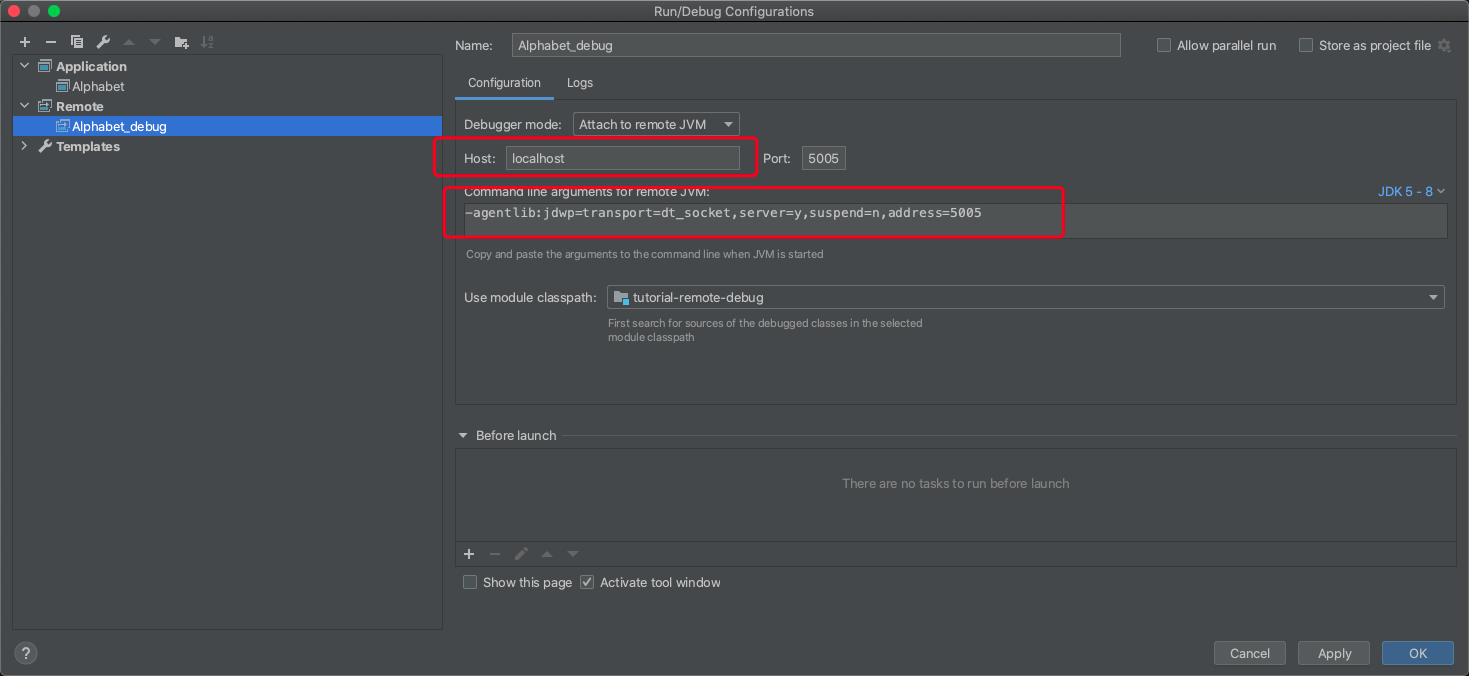 Run/Debug Configurations
Application
Alphabet
Remote
Alphabet_debug
Templates
Name: Alphabet_debug Allow parallel run Store as project file
Configuration Logs
Debugger mode: Attach to remote JVM
Host: localhost Port: 5005
Command line arguments for remote JVM: JDK 5 - 8
-agentlib:jdwp=transport=dt_socket,server=y,suspend=n,address=5005
Copy and paste the arguments to the command line when JVM is started
Use module classpath: tutorial-remote-debug
First search for sources of the debugged classes in the selected
module classpath
Before launch
There are no tasks to run before launch
Show this page Activate tool window
? Cancel Apply OK